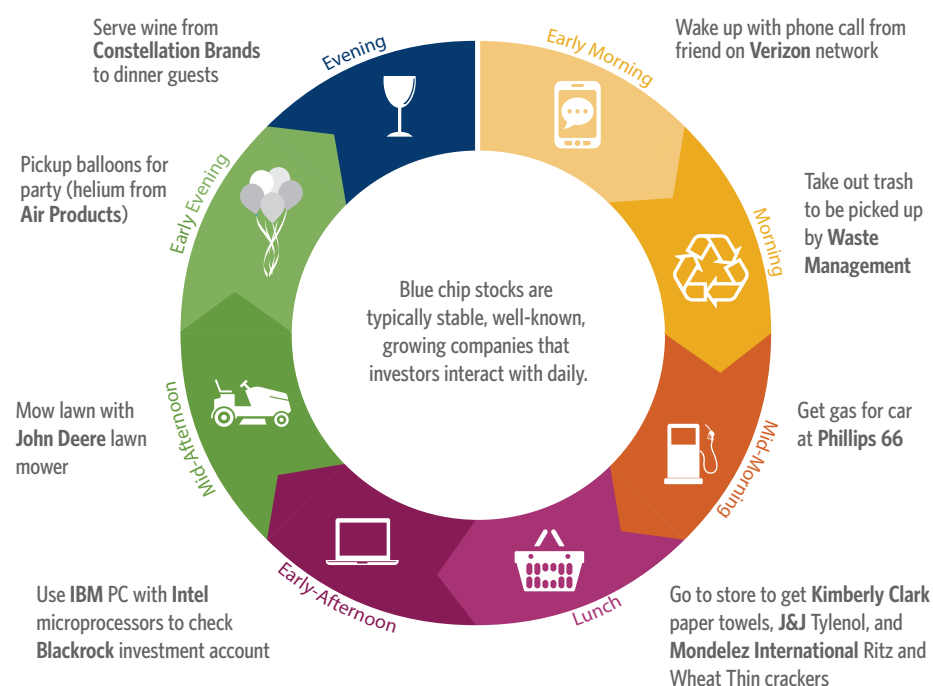 Early Morning
Wake up with phone call from
friend on Verizon network
Morning
Take out trash
to be picked up
by Waste
Management
Mid-Morning
Get gas for car
at Phillips 66
Lunch
Go to store to get Kimberly Clark
paper towels, J&J Tylenol, and
Mondelez International Ritz and
Wheat Thin crackers
Early-Afternoon
Use IBM PC with Intel
microprocessors to check
Blackrock investment account
Mid-Afternoon
Mow lawn with
John Deere lawn
mower
Early Evening
Pickup balloons for
party (helium from
Air Products)
Evening
Serve wine from
Constellation Brands
to dinner guests
Blue chip stocks are
typically stable, well-known,
growing companies that
investors interact with daily.